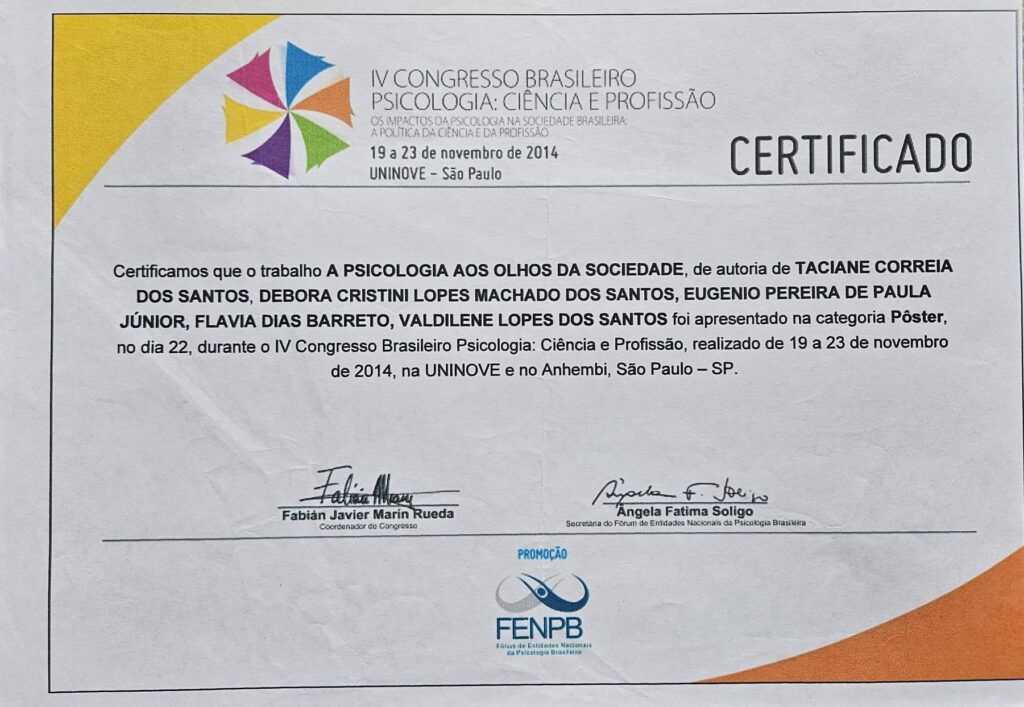 IV CONGRESSO BRASILEIRO
PSICOLOGIA: CIÊNCIA E PROFISSÃO
OS IMPACTOS DA PSICOLOGIA NA SOCIEDADE BRASILEIRA:
A POLÍTICA DA CIÊNCIA E DA PROFISSÃO
19 a 23 de novembro de 2014
UNINOVE – São Paulo
CERTIFICADO
Certificamos que o trabalho A PSICOLOGIA AOS OLHOS DA SOCIEDADE, de autoria de TACIANE CORREIA
DOS SANTOS, DEBORA CRISTINI LOPES MACHADO DOS SANTOS, EUGENIO PEREIRA DE PAULA
JÚNIOR, FLAVIA DIAS BARRETO, VALDILENE LOPES DOS SANTOS foi apresentado na categoria Pôster,
no dia 22, durante o IV Congresso Brasileiro Psicologia: Ciência e Profissão, realizado de 19 a 23 de novembro
de 2014, na UNINOVE e no Anhembi, São Paulo – SP.
Fabián Javier Marín Rueda
Coordenador do Congresso
Ângela Fatima Soligo
Secretária do Fórum de Entidades Nacionais da Psicologia Brasileira
PROMOÇÃO
FENPB
Fórum de Entidades Nacionais
da Psicologia Brasileira